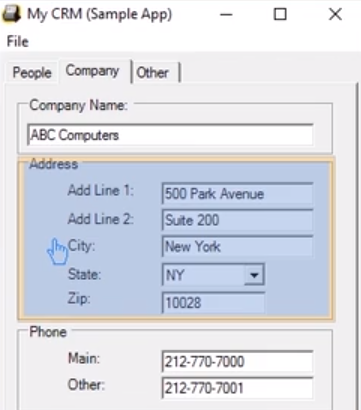 My CRM (Sample App)
File
People Company Other
Company Name:
ABC Computers
Address
Add Line 1: 500 Park Avenue
Add Line 2: Suite 200
City: New York
State: NY
Zip: 10028
Phone
Main: 212-770-7000
Other: 212-770-7001